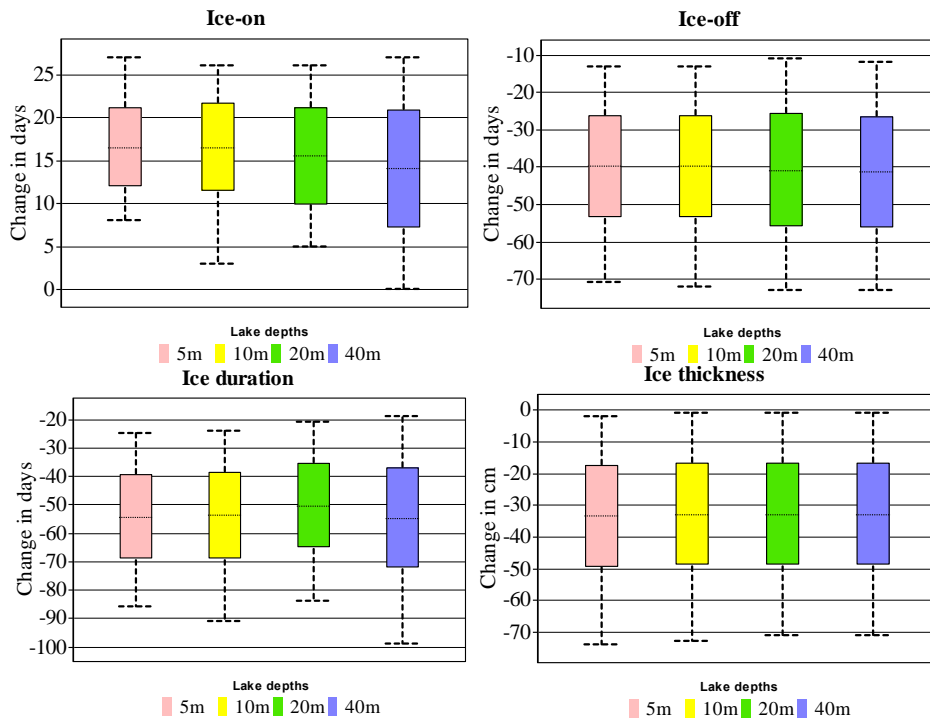 Ice-on
Change in days
25
20
15
10
5
0
Lake depths
5m 10m 20m 40m
Ice-off
Change in days
-10
-20
-30
-40
-50
-60
-70
Lake depths
5m 10m 20m 40m
Ice duration
Change in days
-20
-30
-40
-50
-60
-70
-80
-90
-100
Lake depths
5m 10m 20m 40m
Ice thickness
Change in cm
0
-10
-20
-30
-40
-50
-60
-70
Lake depths
5m 10m 20m 40m